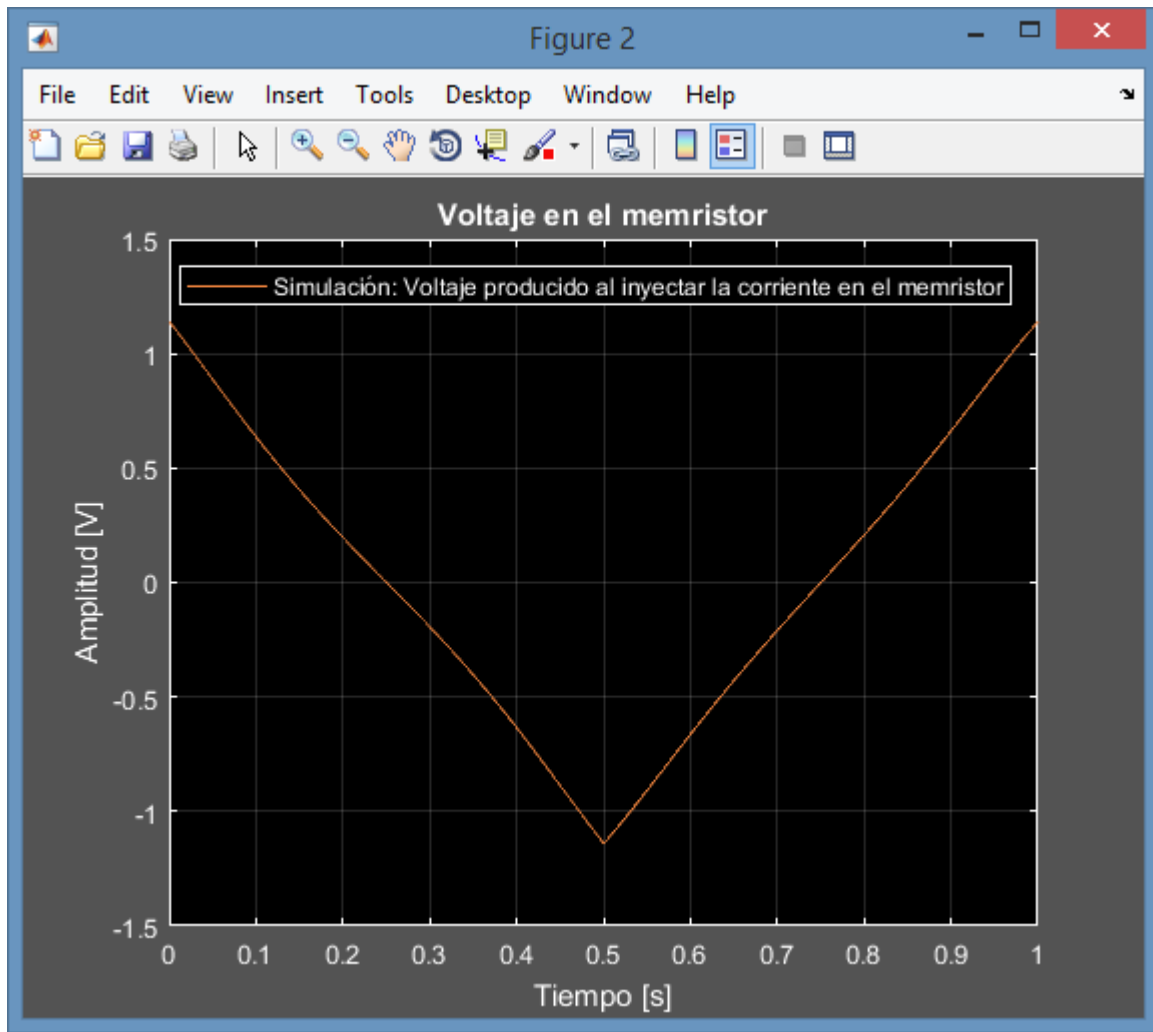 Figure 2
File Edit View Insert Tools Desktop Window Help
Voltaje en el memristor
1.5
Simulación: Voltaje producido al inyectar la corriente en el memristor
1
0.5
Amplitud [V]
0
-0.5
-1
-1.5
0 0.1 0.2 0.3 0.4 0.5 0.6 0.7 0.8 0.9 1
Tiempo [s]